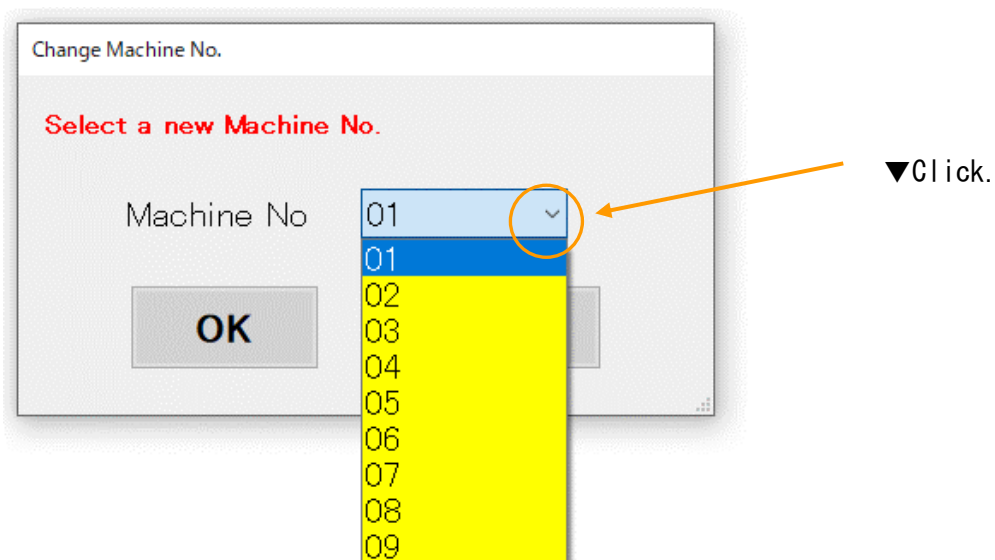 Change Machine No.
Select a new Machine No.
▼Click.
Machine No 01
01
02
03
OK
04
05
06
07
08
09